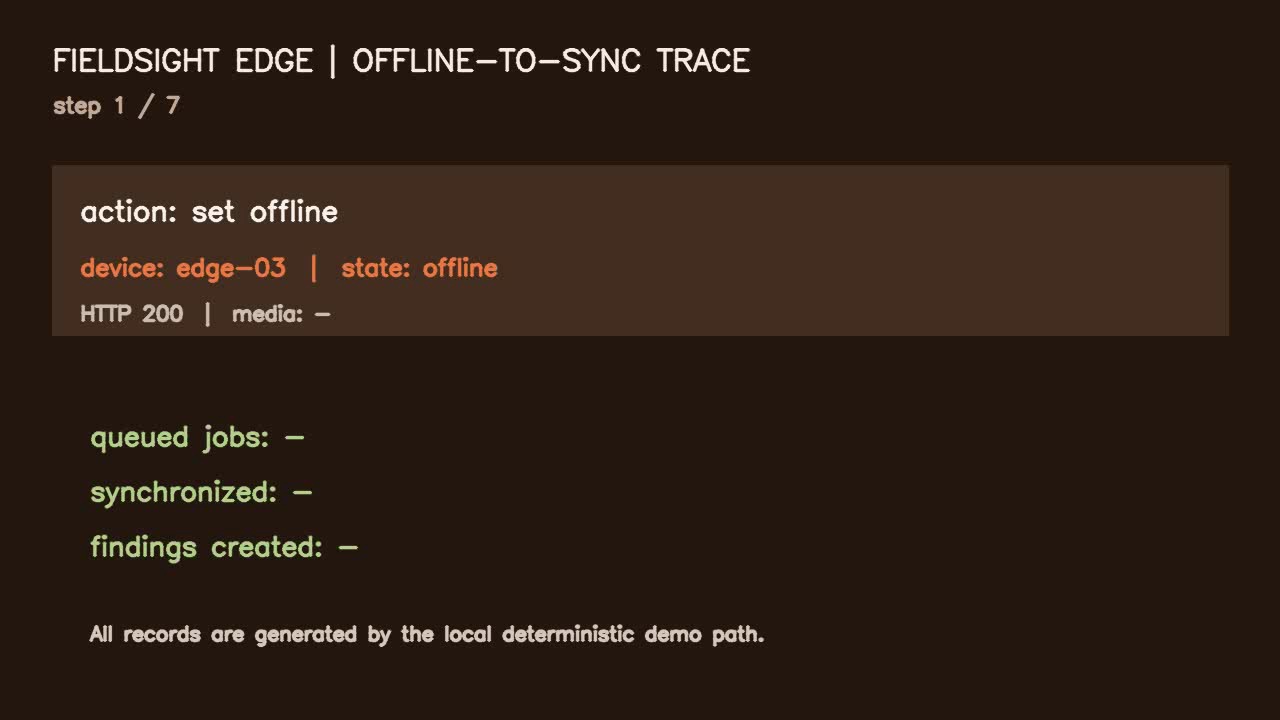 FIELDSIGHT EDGE | OFFLINE-TO-SYNC TRACE
step 1 / 7
action: set offline
device: edge-03 | state: offline
HTTP 200 | media: -
queued jobs: -
synchronized: -
findings created: -
All records are generated by the local deterministic demo path.